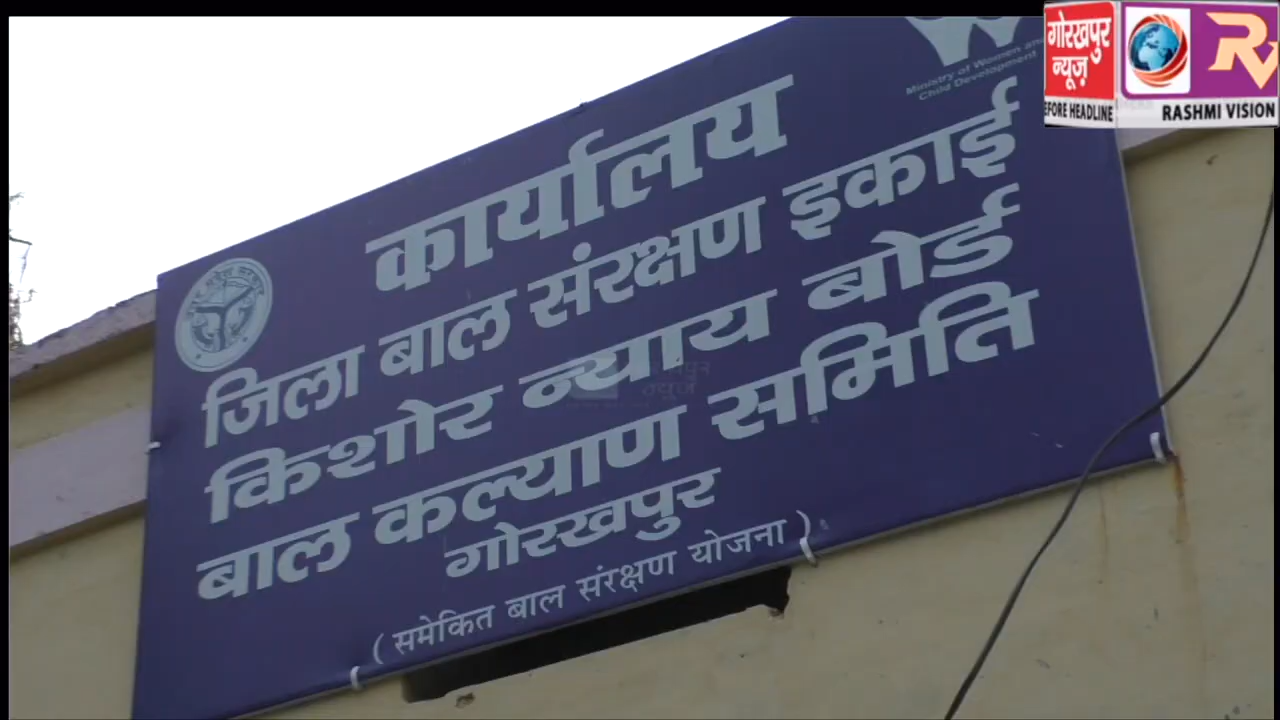 गोरखपुर
न्यूज़
EFORE HEADLINE
RASHMI VISION
Ministry of Women and
Child Development
कार्यालय
जिला बाल संरक्षण इकाई
किशोर न्याय बोर्ड
बाल कल्याण समिति
गोरखपुर
(समेकित बाल संरक्षण योजना)